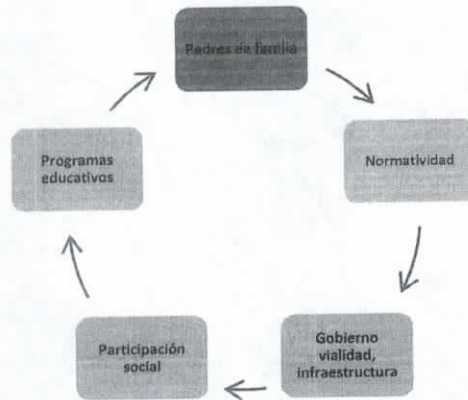 Padres de familia
Normatividad
Gobierno
vialidad,
infraestructura
Participación
social
Programas
educativos